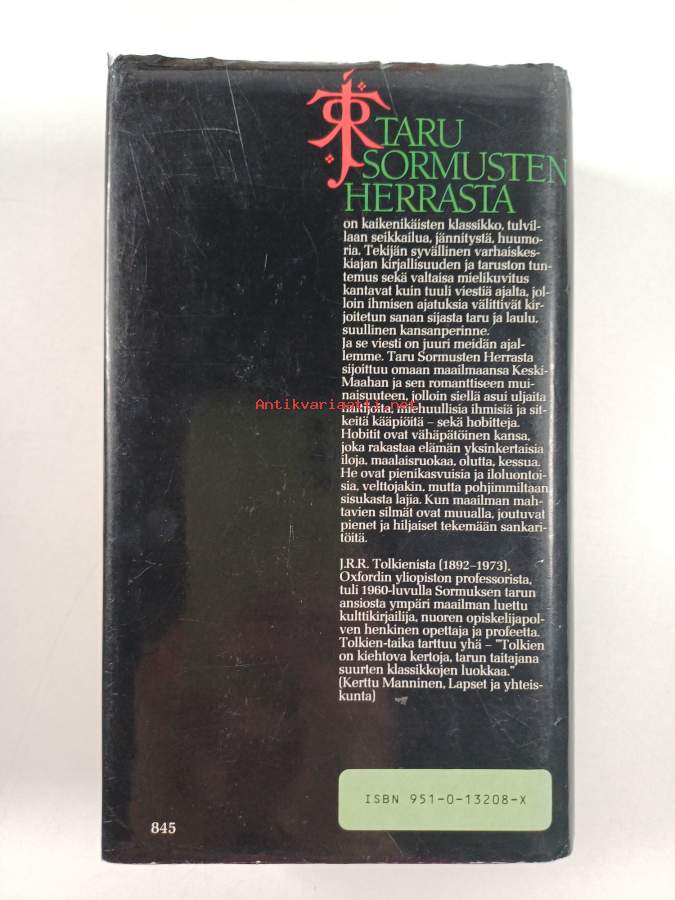 TARU
SORMUSTEN
HERRASTA
on kaikenikäisten klassikko, tulvil-
laan seikkailua, jännitystä, huumo-
ria. Tekijän syvällinen varhaiskes-
kiajan kirjallisuuden ja taruston tun-
temus sekä valtaisa mielikuvitus
kantavat kuin tuuli viestiä ajalta, jol-
loin ihmisen ajatuksia välittivät kir-
joitetun sanan sijasta taru ja laulu,
suullinen kansanperinne.
Ja se viesti on juuri meidän ajal-
lemme. Taru Sormusten Herrasta
sijoittuu omaan maailmaansa Keski-
Maahan ja sen romanttiseen mui-
naisuuteen, jolloin siellä asui uljaita
Antikvariaatti.net
haltijoita, miehuullisia ihmisiä ja sit-
keitä kääpiöitä – sekä hobitteja.
Hobitit ovat vähäpätöinen kansa,
joka rakastaa elämän yksinkertaisia
iloja, maalaisruokaa, olutta, kessua.
He ovat pienikasvuisia ja iloluontoi-
sia, velttojakin, mutta pohjimmiltaan
sisukasta lajia. Kun maailman mah-
tavien silmät ovat muualla, joutuvat
pienet ja hiljaiset tekemään sankari-
töitä.
J.R.R. Tolkienista (1892–1973),
Oxfordin yliopiston professorista,
tuli 1960-luvulla Sormuksen tarun
ansiosta ympäri maailman luettu
kulttikirjailija, nuoren opiskelijapol-
ven henkinen opettaja ja profeetta.
Tolkien-taika tarttuu yhä – "Tolkien
on kiehtova kertoja, tarun taitajana
suurten klassikkojen luokkaa."
(Kerttu Manninen, Lapset ja yhteis-
kunta)
ISBN 951-0-13208-X
845